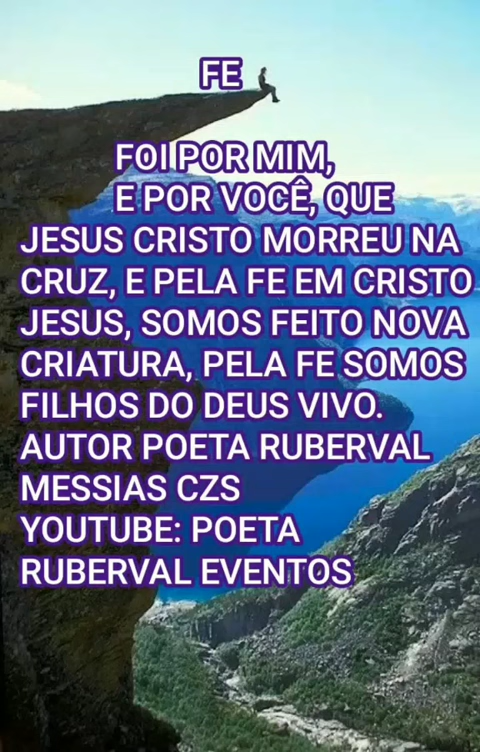 FE
FOI POR MIM,
E POR VOCÊ, QUE
JESUS CRISTO MORREU NA
CRUZ, E PELA FE EM CRISTO
JESUS, SOMOS FEITO NOVA
CRIATURA, PELA FE SOMOS
FILHOS DO DEUS VIVO.
AUTOR POETA RUBERVAL
MESSIAS CZS
YOUTUBE: POETA
RUBERVAL EVENTOS